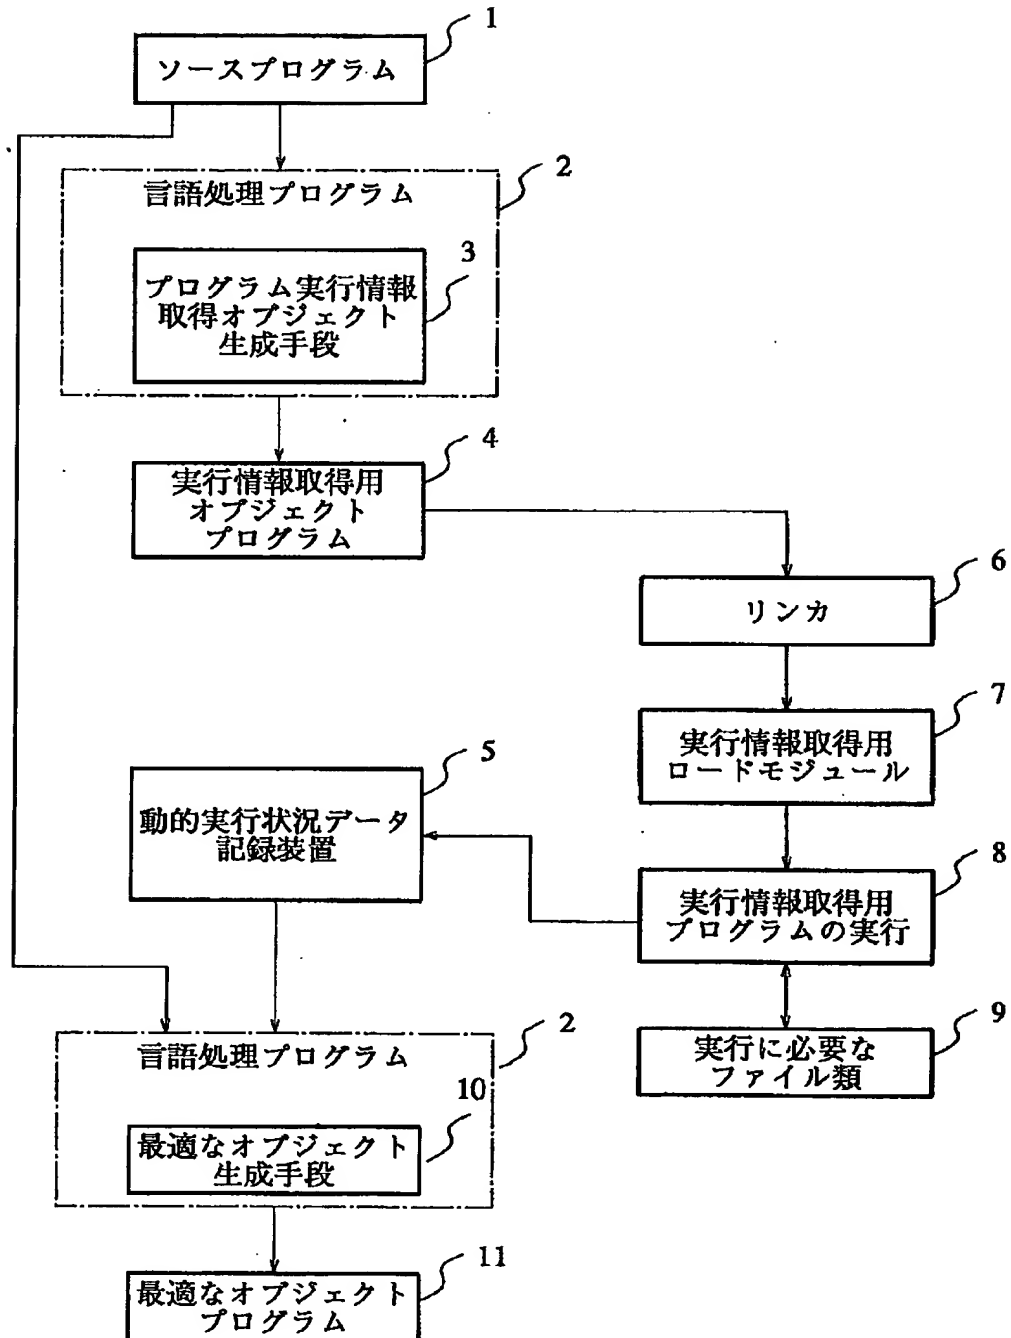 1
ソースプログラム
2
言語処理プログラム
3
プログラム実行情報
取得オブジェクト
生成手段
4
実行情報取得用
オブジェクト
プログラム
6
リンカ
7
実行情報取得用
ロードモジュール
5
動的実行状況データ
記録装置
8
実行情報取得用
プログラムの実行
9
実行に必要な
ファイル類
2
言語処理プログラム
10
最適なオブジェクト
生成手段
11
最適なオブジェクト
プログラム